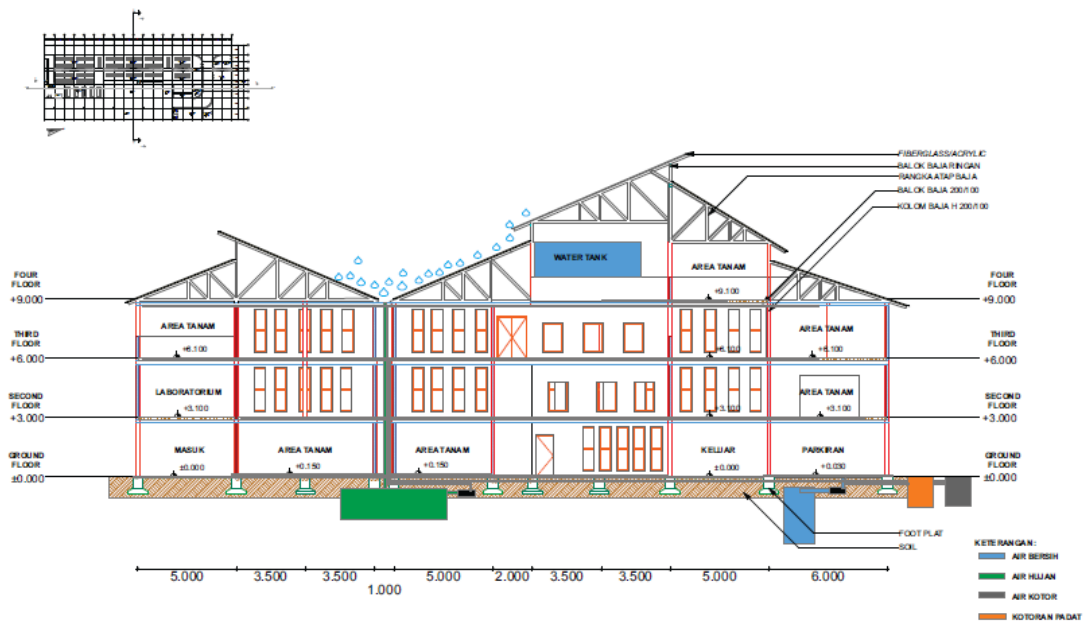 FIBERGLASS/ACRYLIC
BALOK BAJA RINGAN
RANGKA ATAP BAJA
BALOK BAJA 200/100
KOLOM BAJA H 200/100
WATER TANK
AREA TANAM
+9.100
FOUR
FLOOR
+9.000
FOUR
FLOOR
+9.000
AREA TANAM
+6.100
+6.100
AREA TANAM
+6.100
THIRD
FLOOR
+6.000
THIRD
FLOOR
+6.000
LABORATORIUM
+3.100
+3.100
AREA TANAM
+3.100
SECOND
FLOOR
+3.000
SECOND
FLOOR
+3.000
MASUK
±0.000
AREA TANAM
+0.150
AREA TANAM
+0.150
KELUAR
±0.000
PARKIRAN
+0.030
GROUND
FLOOR
±0.000
GROUND
FLOOR
±0.000
FOOT PLAT
SOIL
5.000
3.500
3.500
1.000
5.000
2.000
3.500
3.500
5.000
6.000
KETERANGAN:
AIR BERSIH
AIR HUJAN
AIR KOTOR
KOTORAN PADAT